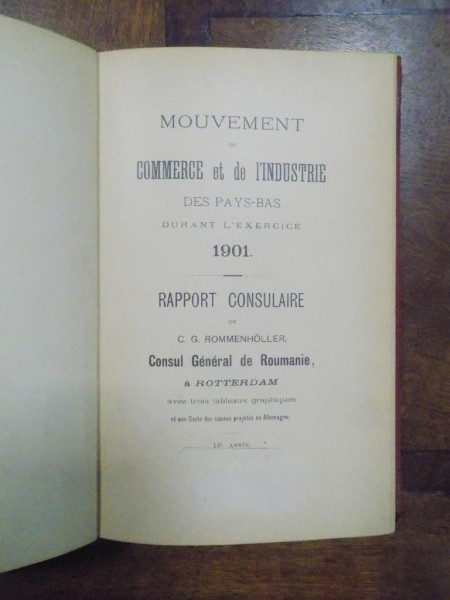 MOUVEMENT
DU
COMMERCE et de l'INDUSTRIE
DES PAYS-BAS
DURANT L'EXERCICE
1901.
RAPPORT CONSULAIRE
DE
C. G. ROMMENHÖLLER,
Consul Général de Roumanie,
à ROTTERDAM
avec trois tableaux graphiques
et une Carte des canaux projetés en Allemagne.
ANNÉE.